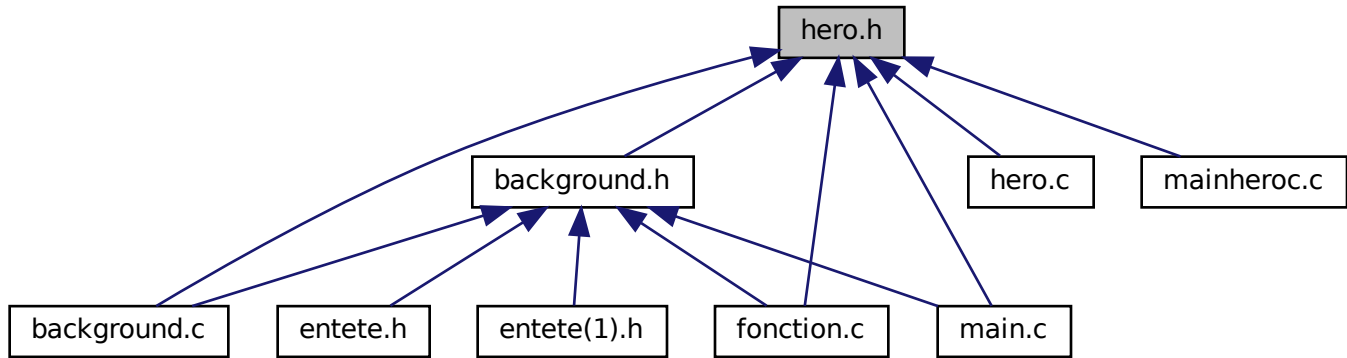 hero.h
background.h
hero.c
mainheroc.c
background.c
entete.h
entete(1).h
fonction.c
main.c